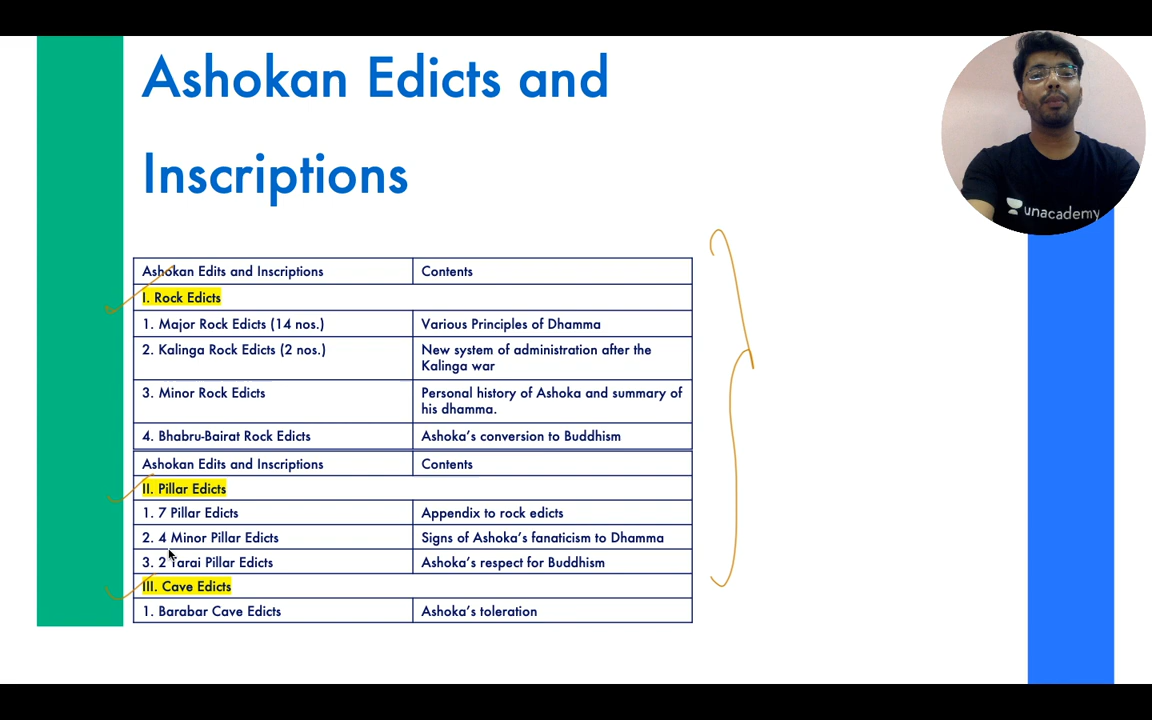 Ashokan Edicts and
Inscriptions
unacademy
Ashokan Edits and Inscriptions Contents
I. Rock Edicts
1. Major Rock Edicts (14 nos.) Various Principles of Dhamma
2. Kalinga Rock Edicts (2 nos.) New system of administration after the
Kalinga war
3. Minor Rock Edicts Personal history of Ashoka and summary of
his dhamma.
4. Bhabru-Bairat Rock Edicts Ashoka's conversion to Buddhism
Ashokan Edits and Inscriptions Contents
II. Pillar Edicts
1. 7 Pillar Edicts Appendix to rock edicts
2. 4 Minor Pillar Edicts Signs of Ashoka's fanaticism to Dhamma
3. 2 Tarai Pillar Edicts Ashoka's respect for Buddhism
III. Cave Edicts
1. Barabar Cave Edicts Ashoka's toleration